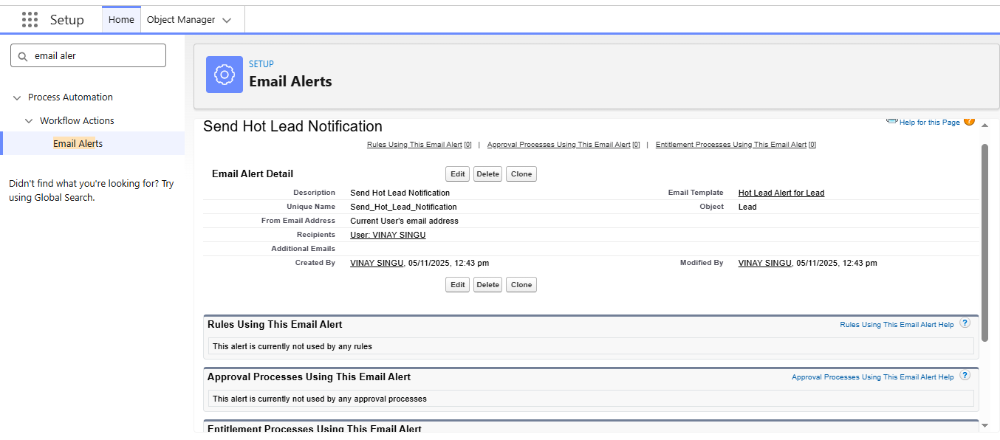 Setup Home Object Manager
email aler
Process Automation
Workflow Actions
Email Alerts
Didn't find what you're looking for? Try
using Global Search.
SETUP
Email Alerts
Send Hot Lead Notification
Help for this Page ?
Rules Using This Email Alert [0] | Approval Processes Using This Email Alert [0] | Entitlement Processes Using This Email Alert [0]
Email Alert Detail Edit Delete Clone
Description Send Hot Lead Notification Email Template Hot Lead Alert for Lead
Unique Name Send_Hot_Lead_Notification Object Lead
From Email Address Current User's email address
Recipients User: VINAY SINGU
Additional Emails
Created By VINAY SINGU, 05/11/2025, 12:43 pm Modified By VINAY SINGU, 05/11/2025, 12:43 pm
Edit Delete Clone
Rules Using This Email Alert Rules Using This Email Alert Help ?
This alert is currently not used by any rules
Approval Processes Using This Email Alert Approval Processes Using This Email Alert Help ?
This alert is currently not used by any approval processes
Entitlement Processes Using This Email Alert